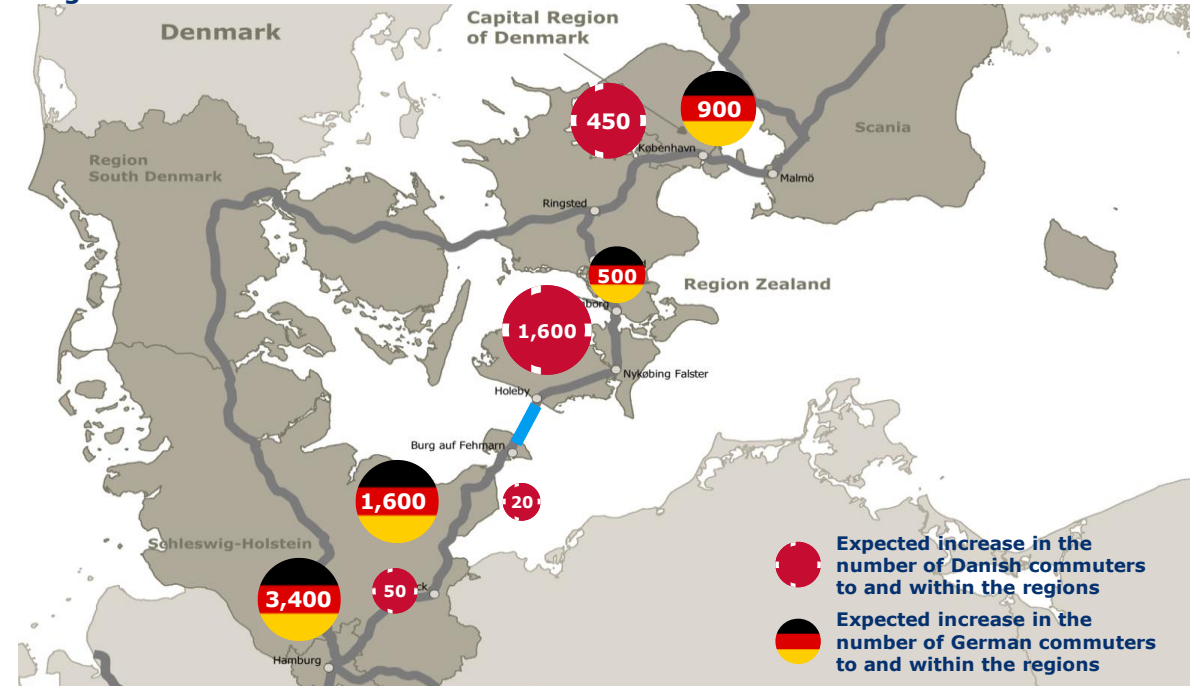 Denmark
Capital Region
of Denmark
450
900
København
Scania
Region
South Denmark
Malmö
Ringsted
500
Region Zealand
1,600
Nykøbing Falster
Holeby
Burg auf Fehmarn
1,600
20
Schleswig-Holstein
50
3,400
Hamburg
Expected increase in the
number of Danish commuters
to and within the regions
Expected increase in the
number of German commuters
to and within the regions